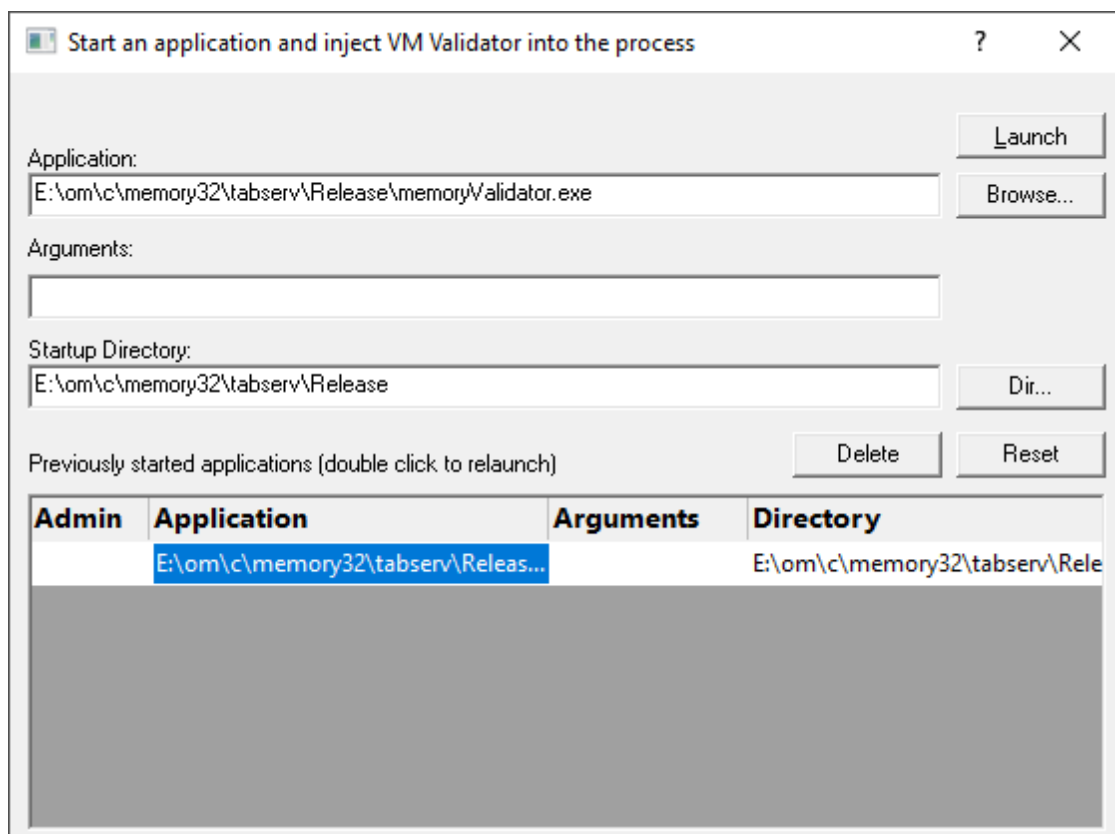 Start an application and inject VM Validator into the process ?
Launch
Application:
E:\om\c\memory32\tabserv\Release\memoryValidator.exe Browse...
Arguments:
Startup Directory:
E:\om\c\memory32\tabserv\Release Dir...
Previously started applications (double click to relaunch) Delete Reset
Admin Application Arguments Directory
E:\om\c\memory32\tabserv\Releas... E:\om\c\memory32\tabserv\Rele